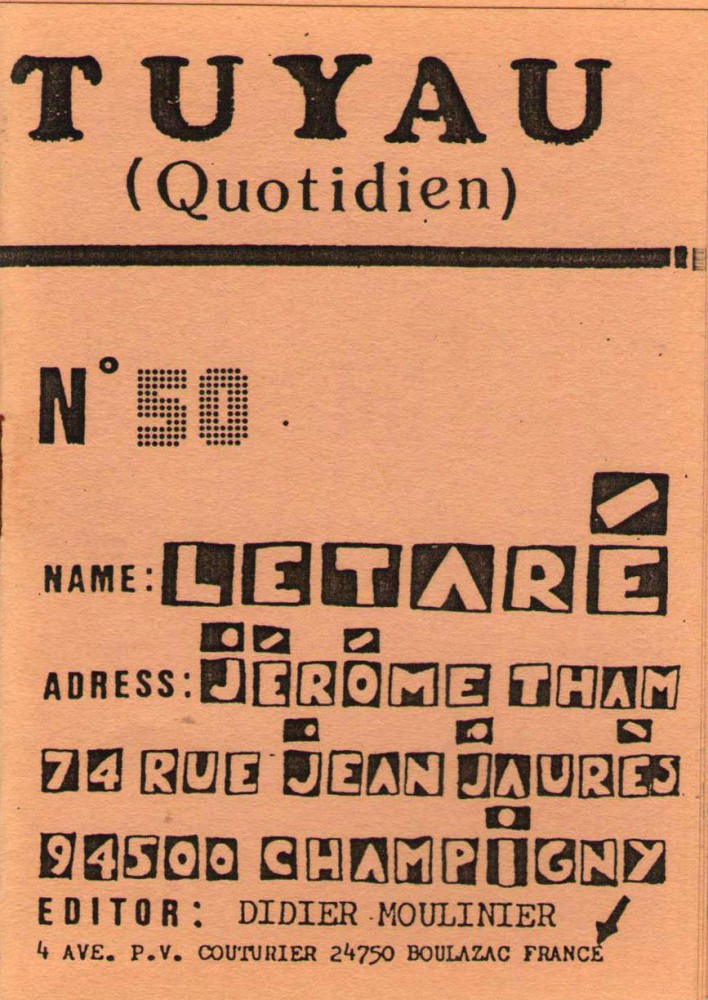 TUYAU
(Quotidien)
N° 50.
NAME: LETARÉ
ADRESS: JÉRÓME THAM
74 RUE JEAN JAURÈS
94500 CHAMPIGNY
EDITOR: DIDIER MOULINIER
4 AVE. P.V. COUTURIER 24750 BOULAZAC FRANCE